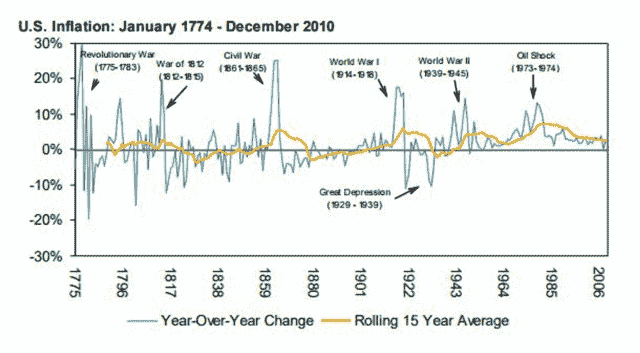 U.S. Inflation: January 1774 - December 2010
30%
20%
10%
0%
-10%
-20%
-30%
Revolutionary War
(1775-1783)
War of 1812
(1812-1815)
Civil War
(1861-1865)
World War I
(1914-1918)
World War II
(1939-1945)
Oil Shock
(1973-1974)
Great Depression
(1929 - 1939)
1775
1796
1817
1838
1859
1880
1901
1922
1943
1964
1985
2006
Year-Over-Year Change
Rolling 15 Year Average